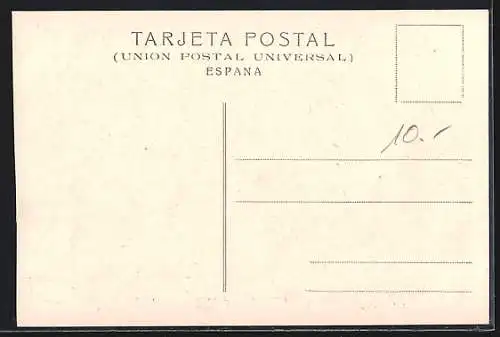 TARJETA POSTAL
(UNION POSTAL UNIVERSAL)
ESPANA
10.-